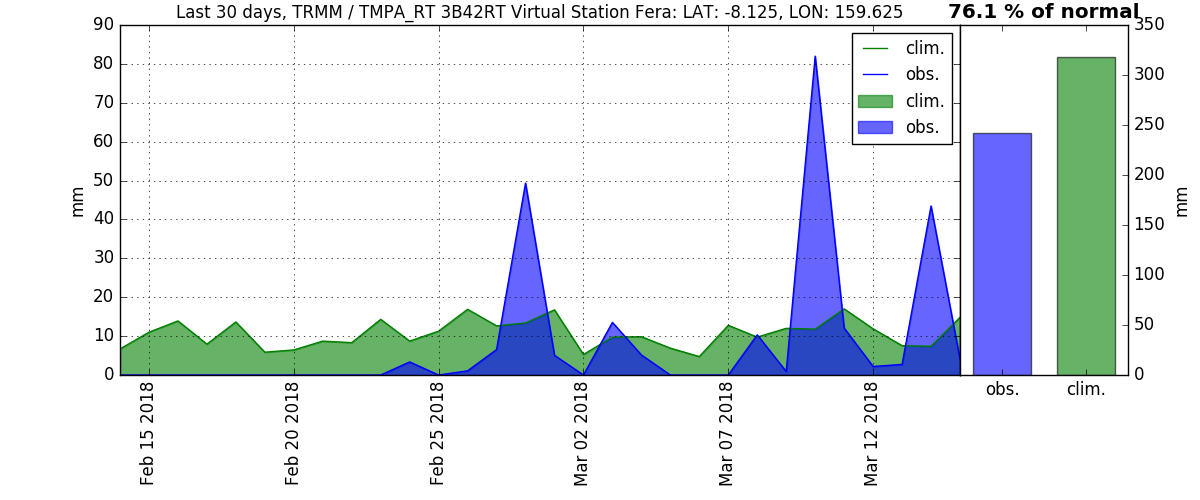 Last 30 days, TRMM / TMPA_RT 3B42RT Virtual Station Fera: LAT: -8.125, LON: 159.625
76.1 % of normal
90
80
70
60
50
40
30
20
10
0
mm
clim.
obs.
clim.
obs.
350
300
250
200
150
100
50
0
mm
Feb 15 2018
Feb 20 2018
Feb 25 2018
Mar 02 2018
Mar 07 2018
Mar 12 2018
obs.
clim.